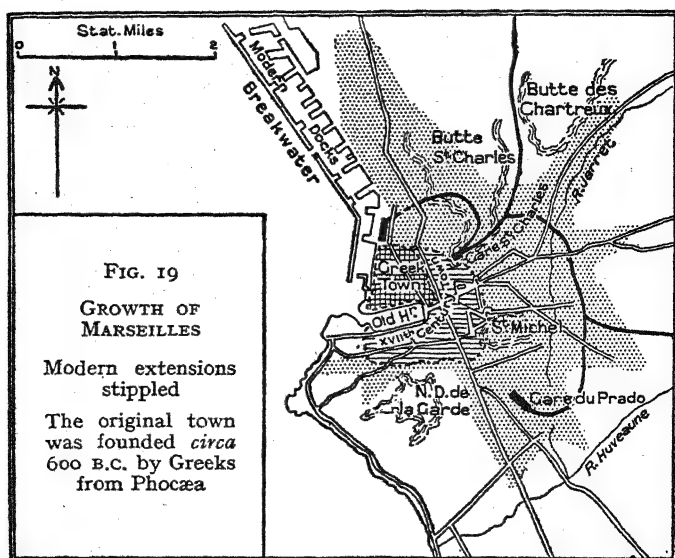 Stat. Miles
0 1 2
N
Modern
Docks
Breakwater
Butte des
Chartreux
Butte
St Charles
R. Jarret
Gare St Charles
Greek
Town
Old Hr.
XVIIth Cent. Town
St Michel
N.D. de
la Garde
Gare du Prado
R. Huveaune
FIG. 19
GROWTH OF
MARSEILLES
Modern extensions
stippled
The original town
was founded circa
600 B.C. by Greeks
from Phocæa